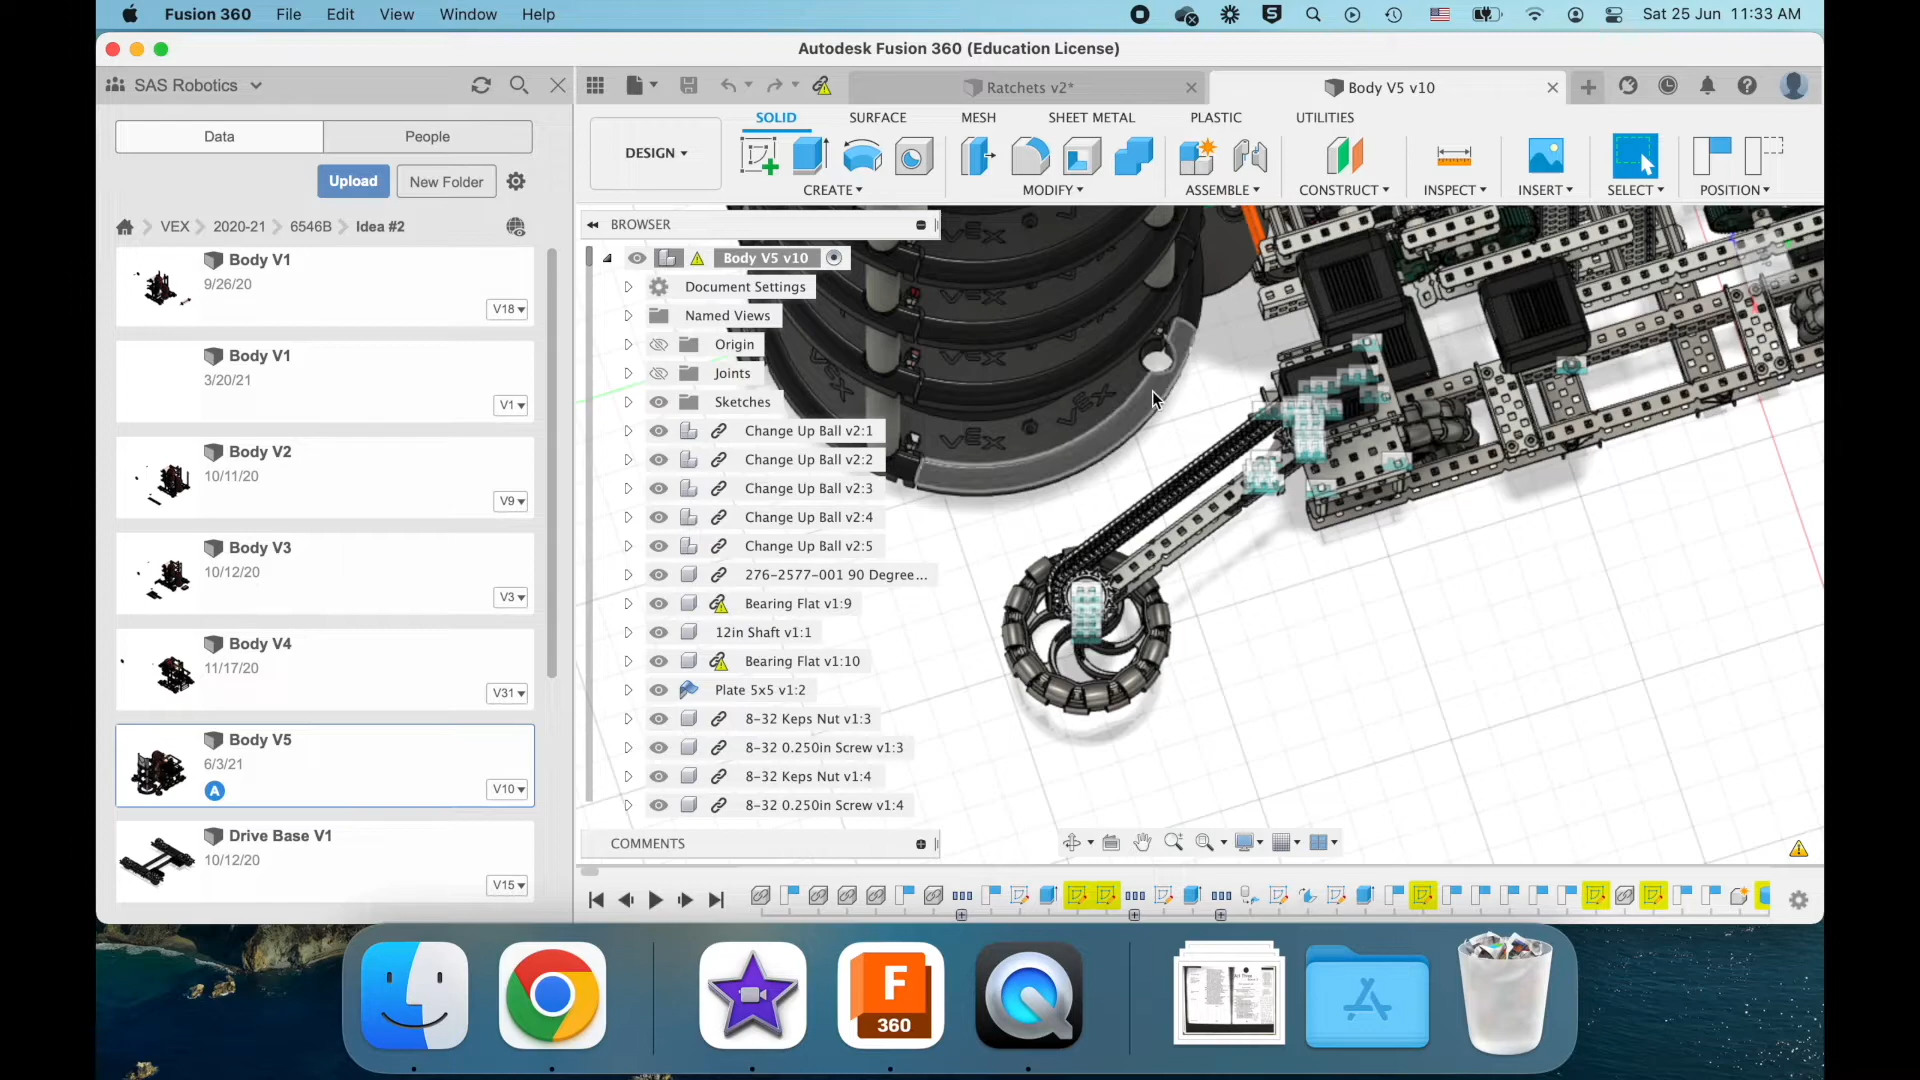 Fusion 360 File Edit View Window Help
Sat 25 Jun 11:33 AM
Autodesk Fusion 360 (Education License)
SAS Robotics
Ratchets v2*
Body V5 v10
Data People
Upload New Folder
VEX 2020-21 6546B Idea #2
Body V1
9/26/20
V18
Body V1
3/20/21
V1
Body V2
10/11/20
V9
Body V3
10/12/20
V3
Body V4
11/17/20
V31
Body V5
6/3/21
A
V10
Drive Base V1
10/12/20
V15
SOLID SURFACE MESH SHEET METAL PLASTIC UTILITIES
DESIGN
CREATE MODIFY ASSEMBLE CONSTRUCT INSPECT INSERT SELECT POSITION
BROWSER
Body V5 v10
Document Settings
Named Views
Origin
Joints
Sketches
Change Up Ball v2:1
Change Up Ball v2:2
Change Up Ball v2:3
Change Up Ball v2:4
Change Up Ball v2:5
276-2577-001 90 Degree...
Bearing Flat v1:9
12in Shaft v1:1
Bearing Flat v1:10
Plate 5x5 v1:2
8-32 Keps Nut v1:3
8-32 0.250in Screw v1:3
8-32 Keps Nut v1:4
8-32 0.250in Screw v1:4
COMMENTS
VEX
VEX
VEX
VEX
VEX
F
360